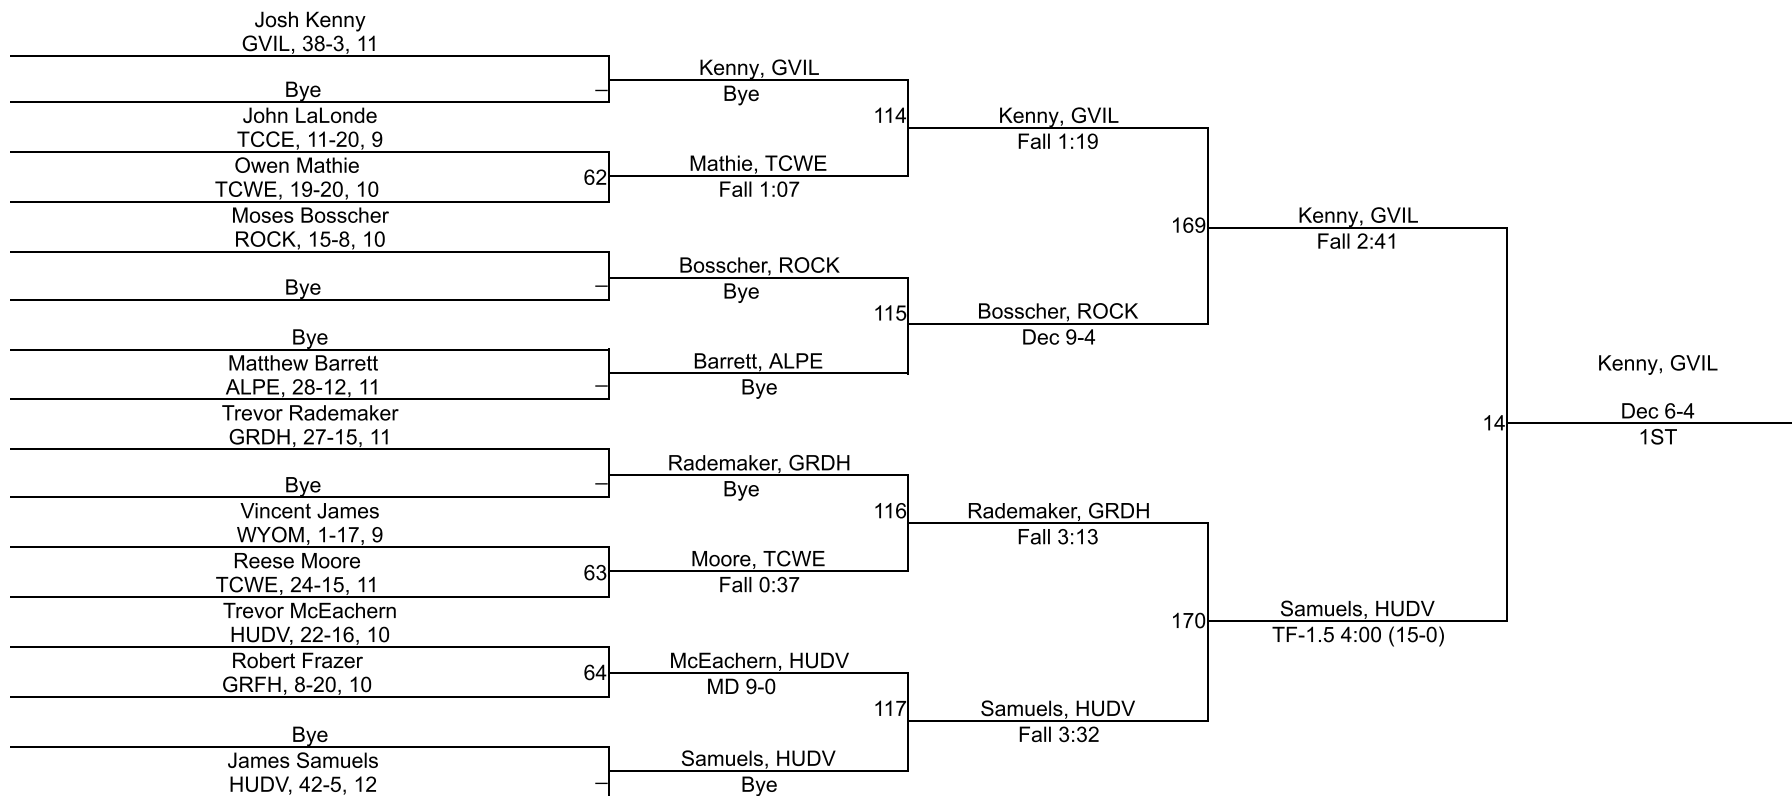 Josh Kenny
GVIL, 38-3, 11
Bye
–
John LaLonde
TCCE, 11-20, 9
Owen Mathie
TCWE, 19-20, 10
62
Moses Bosscher
ROCK, 15-8, 10
Bye
–
Bye
Matthew Barrett
ALPE, 28-12, 11
–
Trevor Rademaker
GRDH, 27-15, 11
Bye
–
Vincent James
WYOM, 1-17, 9
Reese Moore
TCWE, 24-15, 11
63
Trevor McEachern
HUDV, 22-16, 10
Robert Frazer
GRFH, 8-20, 10
64
Bye
James Samuels
HUDV, 42-5, 12
–
Kenny, GVIL
Bye
114
Mathie, TCWE
Fall 1:07
Bosscher, ROCK
Bye
115
Barrett, ALPE
Bye
Rademaker, GRDH
Bye
116
Moore, TCWE
Fall 0:37
McEachern, HUDV
MD 9-0
117
Samuels, HUDV
Bye
Kenny, GVIL
Fall 1:19
169
Bosscher, ROCK
Dec 9-4
Rademaker, GRDH
Fall 3:13
170
Samuels, HUDV
Fall 3:32
Kenny, GVIL
Fall 2:41
14
Samuels, HUDV
TF-1.5 4:00 (15-0)
Kenny, GVIL
Dec 6-4
1ST